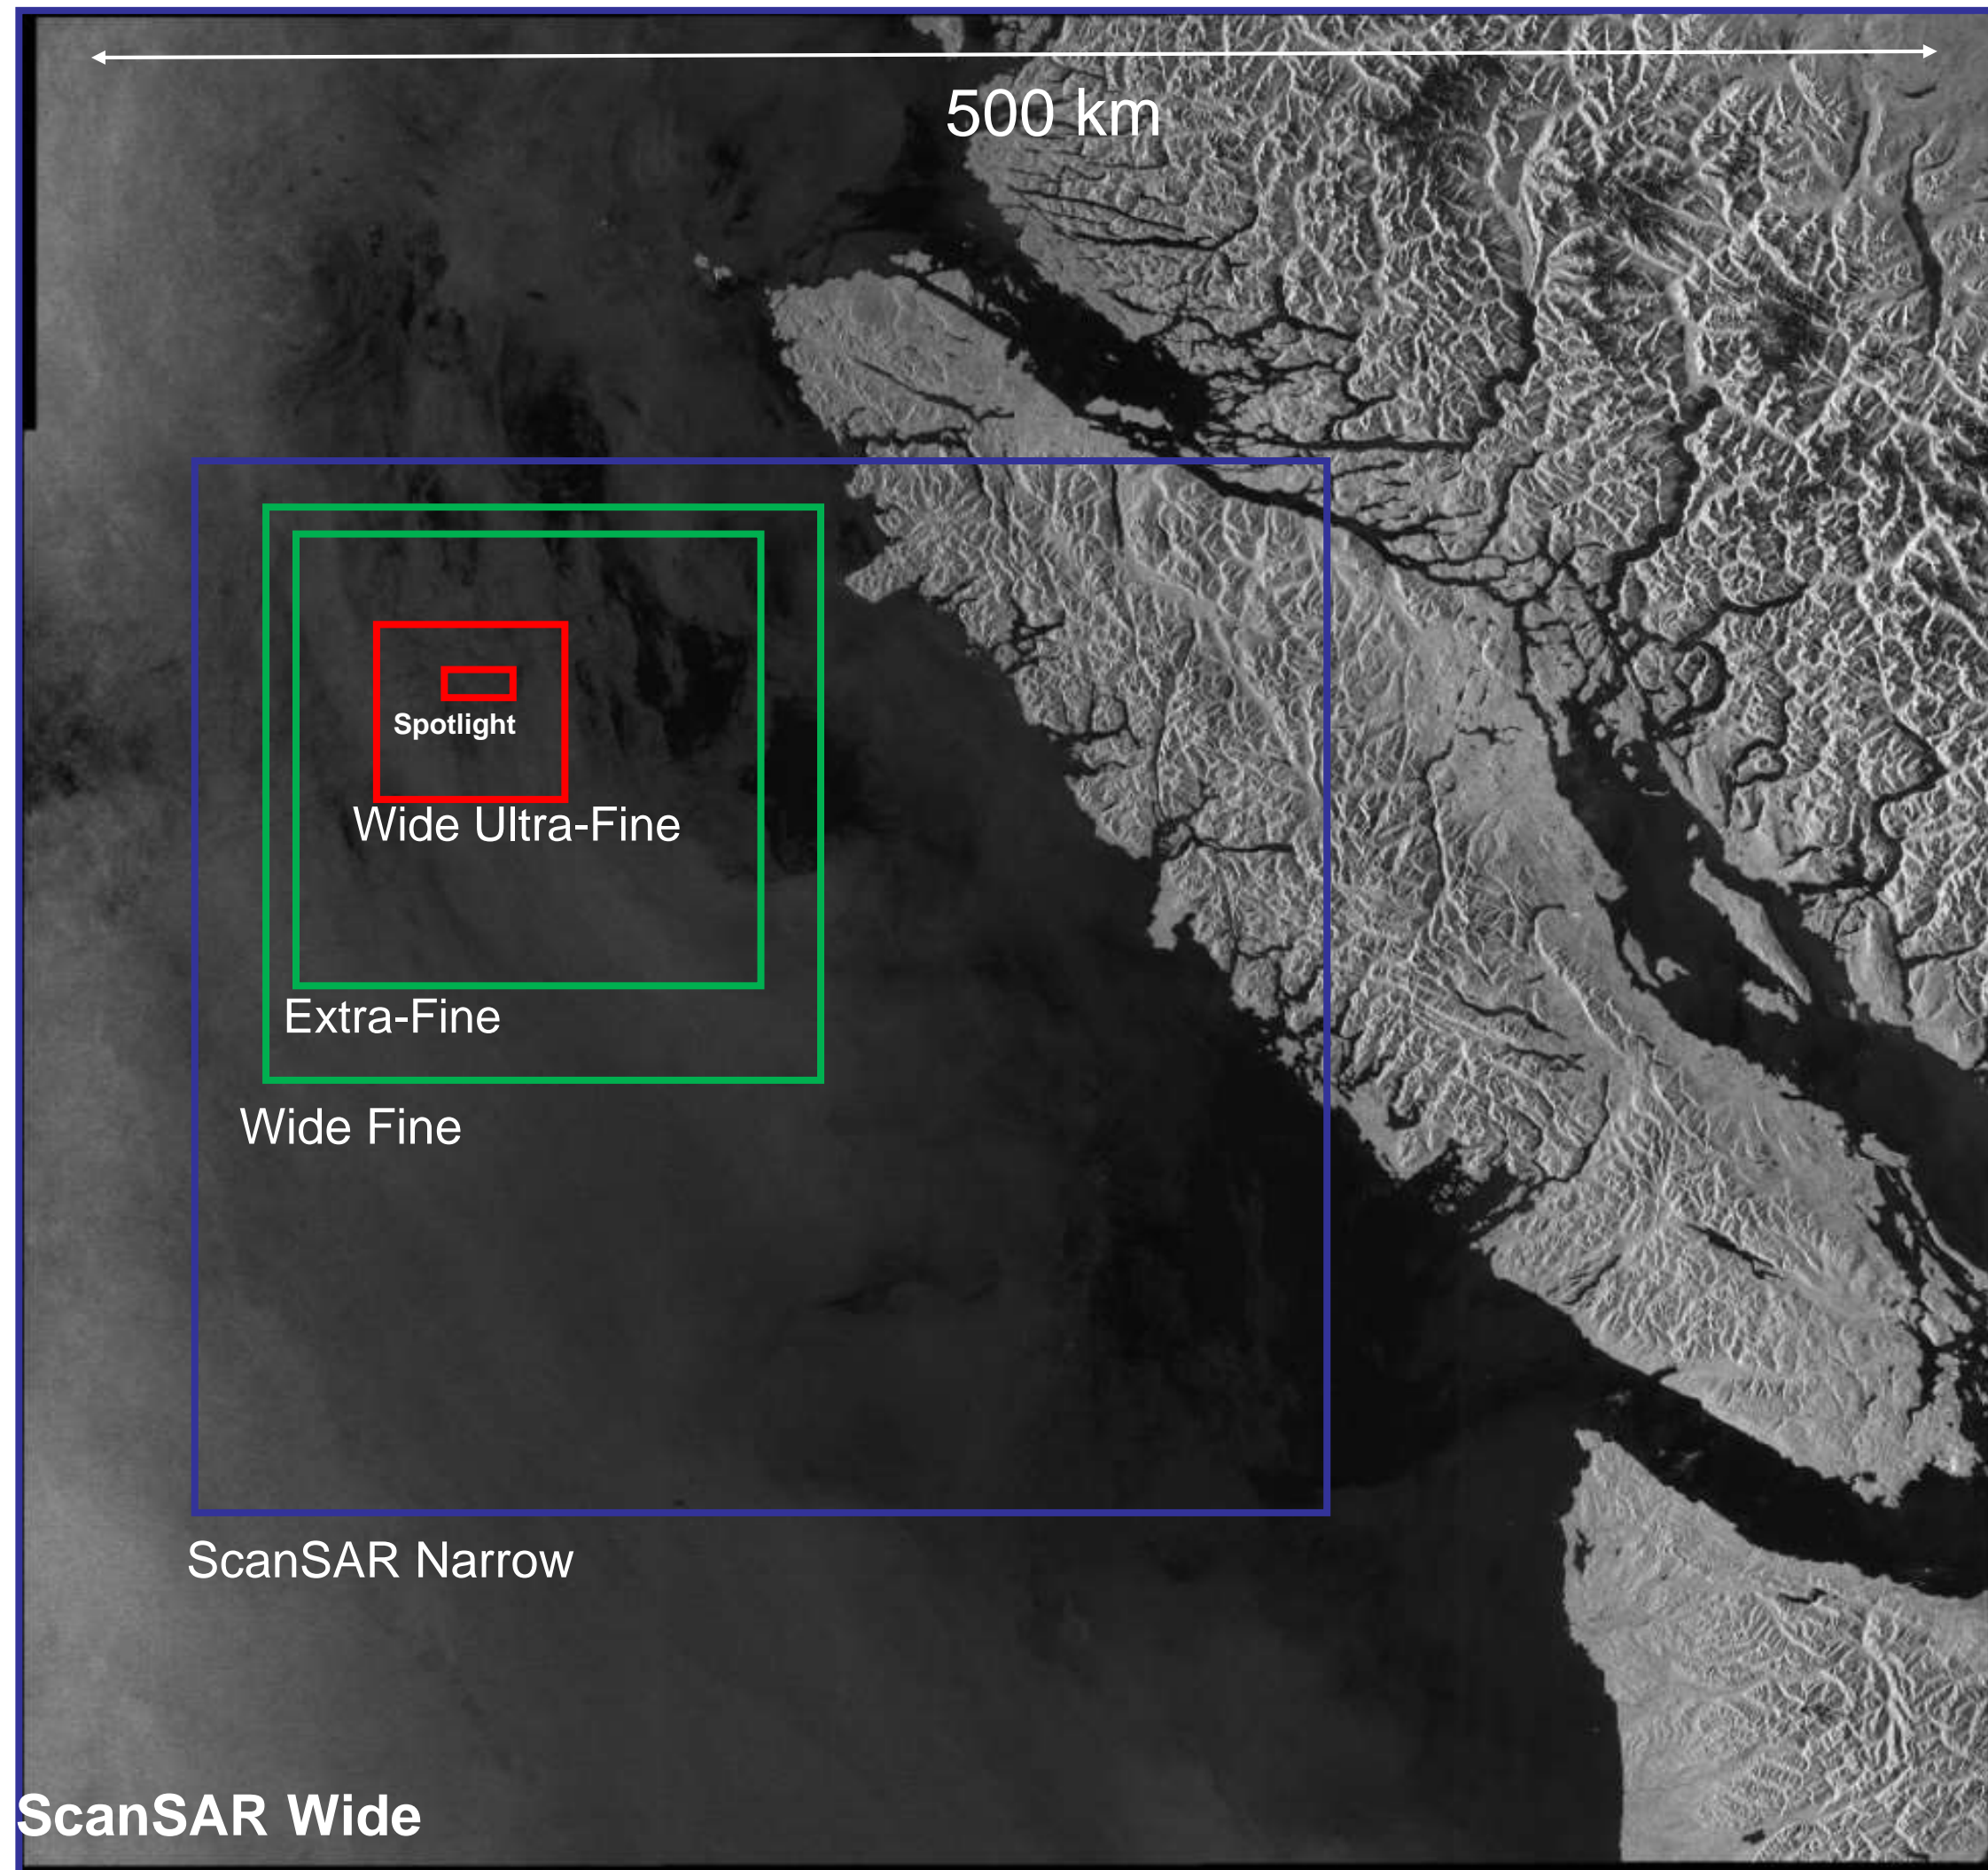 500 km
Spotlight
Wide Ultra-Fine
Extra-Fine
Wide Fine
ScanSAR Narrow
ScanSAR Wide